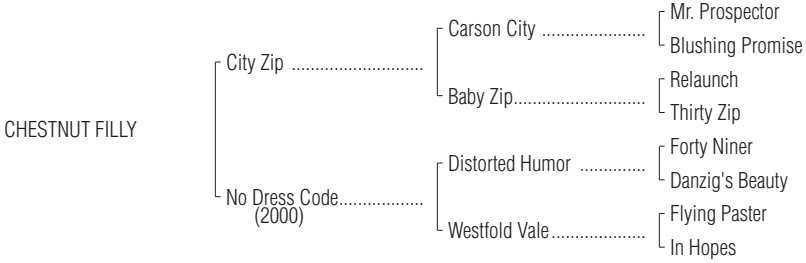 Mr. Prospector
Carson City ......................
Blushing Promise
City Zip ............................
Relaunch
Baby Zip............................
Thirty Zip
CHESTNUT FILLY
Forty Niner
Distorted Humor ..............
Danzig's Beauty
No Dress Code..................
(2000)
Flying Paster
Westfold Vale....................
In Hopes